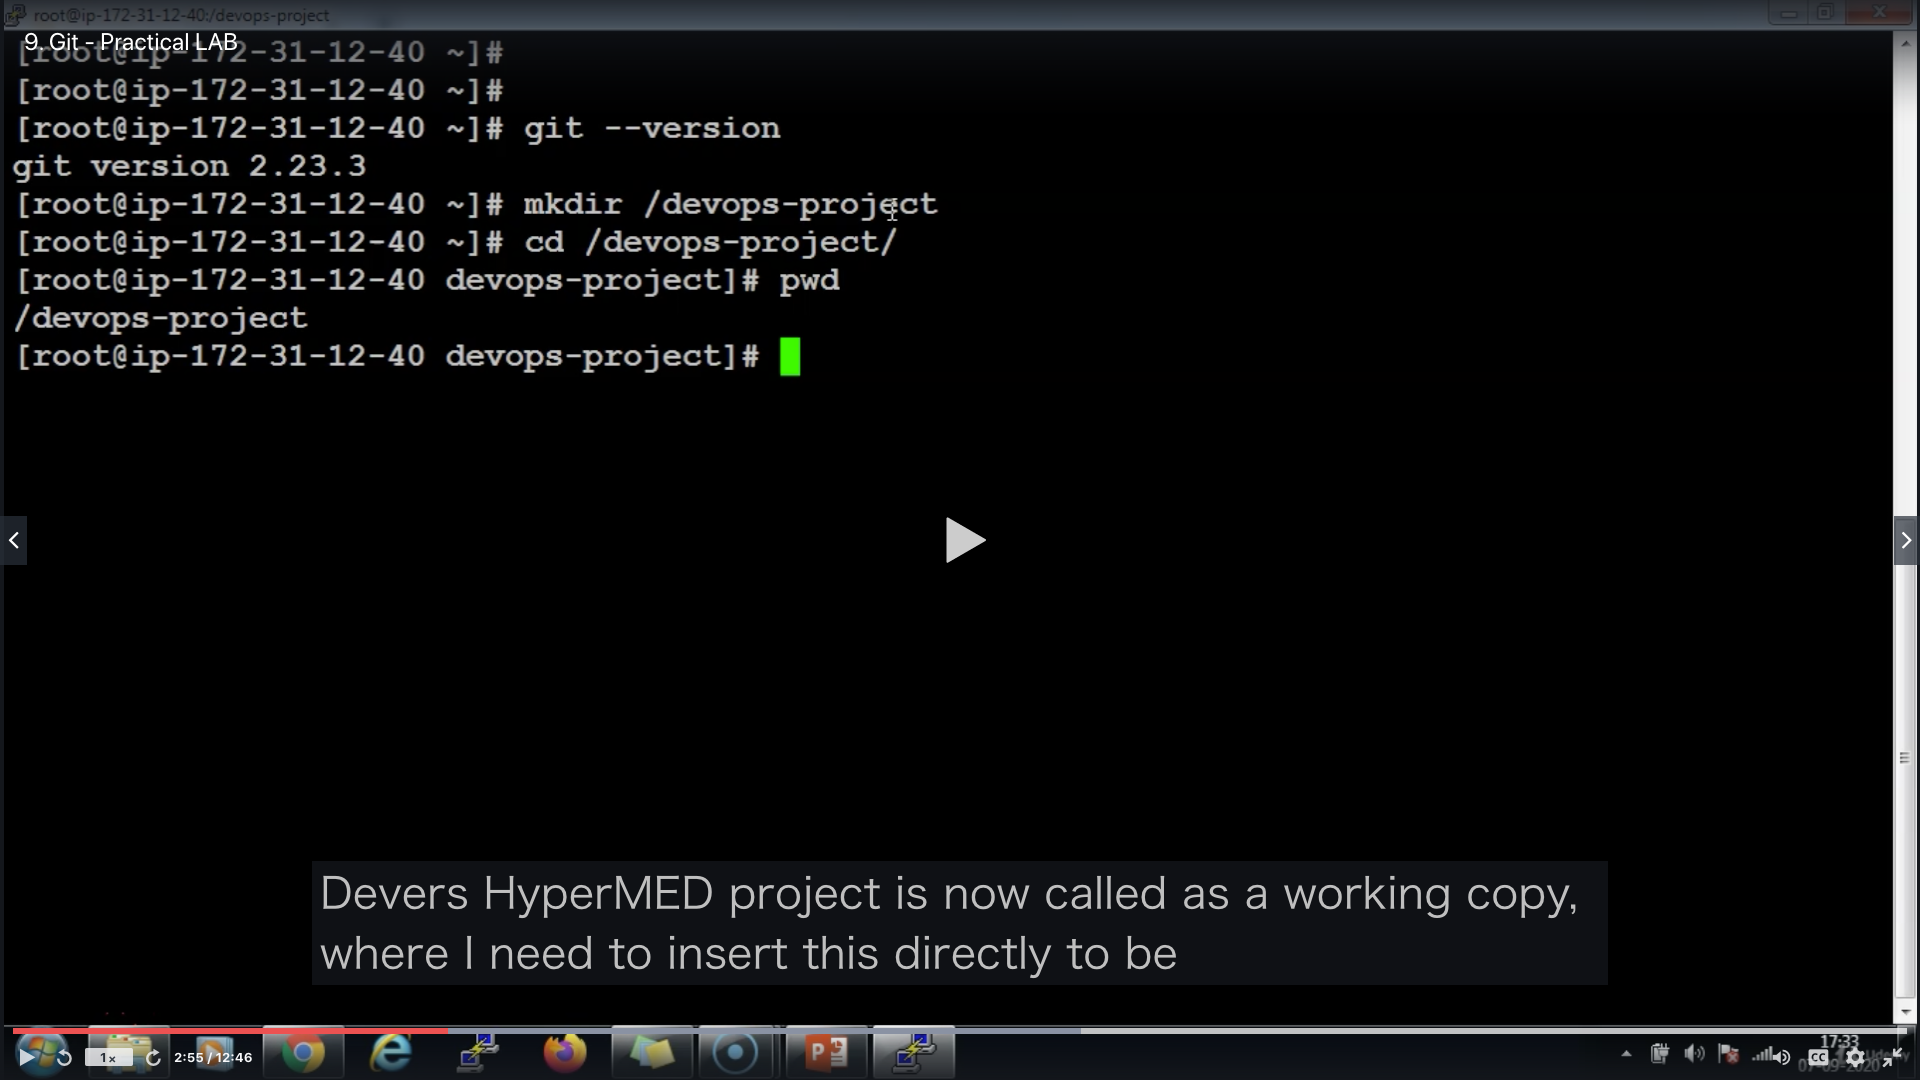 root@ip-172-31-12-40:/devops-project
9. Git - Practical LAB
[root@ip-172-31-12-40 ~]#
[root@ip-172-31-12-40 ~]#
[root@ip-172-31-12-40 ~]# git --version
git version 2.23.3
[root@ip-172-31-12-40 ~]# mkdir /devops-project
[root@ip-172-31-12-40 ~]# cd /devops-project/
[root@ip-172-31-12-40 devops-project]# pwd
/devops-project
[root@ip-172-31-12-40 devops-project]#
Devers HyperMED project is now called as a working copy,
where I need to insert this directly to be
1x
2:55 / 12:46
17:33
CC
07-09-2020